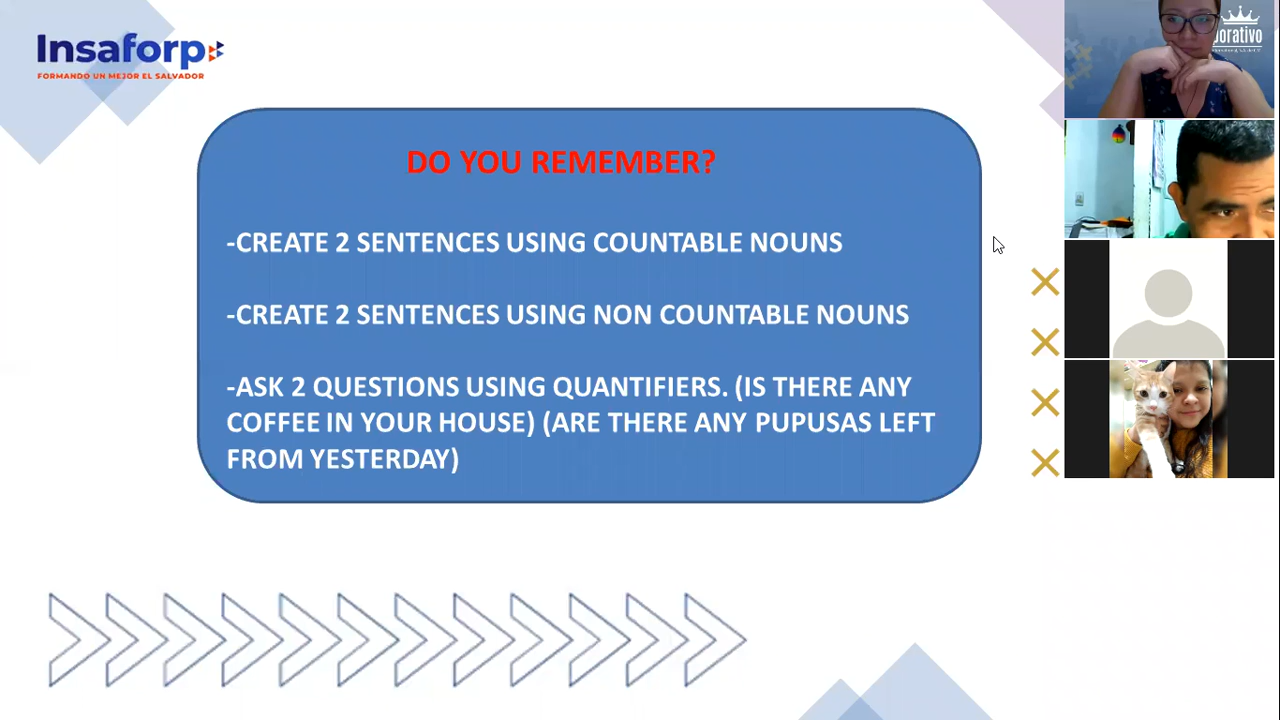 Insaforp
FORMANDO UN MEJOR EL SALVADOR
DO YOU REMEMBER?
-CREATE 2 SENTENCES USING COUNTABLE NOUNS
-CREATE 2 SENTENCES USING NON COUNTABLE NOUNS
-ASK 2 QUESTIONS USING QUANTIFIERS. (IS THERE ANY
COFFEE IN YOUR HOUSE) (ARE THERE ANY PUPUSAS LEFT
FROM YESTERDAY)
porativo